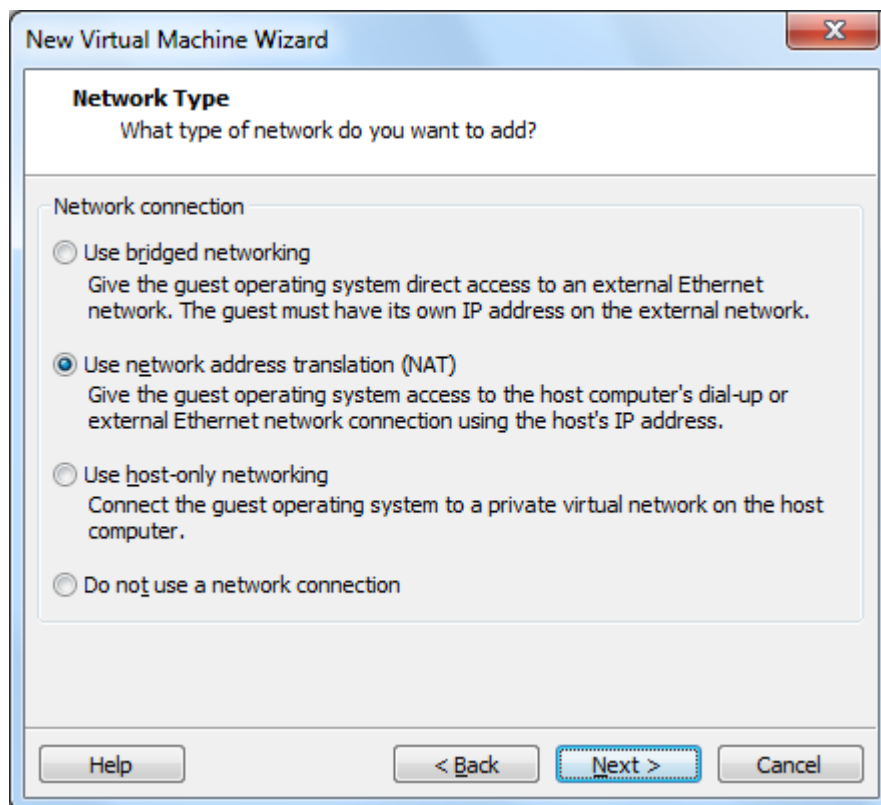 New Virtual Machine Wizard
Network Type
What type of network do you want to add?
Network connection
Use bridged networking
Give the guest operating system direct access to an external Ethernet
network. The guest must have its own IP address on the external network.
Use network address translation (NAT)
Give the guest operating system access to the host computer's dial-up or
external Ethernet network connection using the host's IP address.
Use host-only networking
Connect the guest operating system to a private virtual network on the host
computer.
Do not use a network connection
Help < Back Next > Cancel